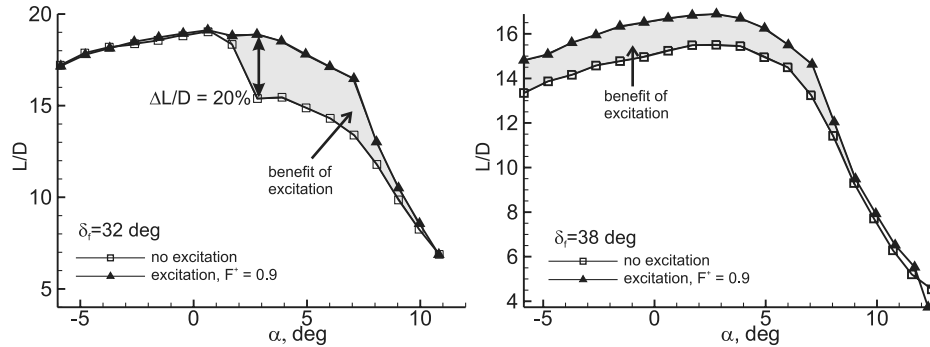 20
15
10
5
L/D
ΔL/D = 20%
benefit of
excitation
δf=32 deg
no excitation
excitation, F+ = 0.9
-5
0
5
10
α, deg
16
14
12
10
8
6
4
L/D
benefit of
excitation
δf=38 deg
no excitation
excitation, F+ = 0.9
-5
0
5
10
α, deg